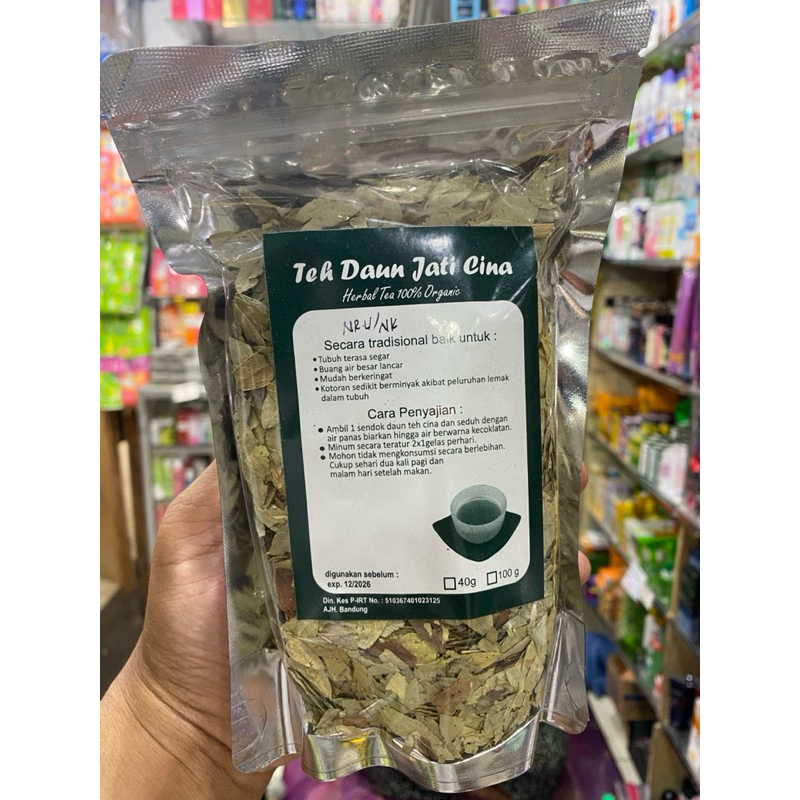 Teh Daun Jati Cina
Herbal Tea 100% Organic
NR-U/NK
Secara tradisional baik untuk :
• Tubuh terasa segar
• Buang air besar lancar
• Mudah berkeringat
• Kotoran sedikit berminyak akibat peluruhan lemak
dalam tubuh
Cara Penyajian :
• Ambil 1 sendok daun teh cina dan seduh dengan
air panas biarkan hingga air berwarna kecoklatan.
• Minum secara teratur 2x1gelas perhari.
• Mohon tidak mengkonsumsi secara berlebihan.
Cukup sehari dua kali pagi dan
malam hari setelah makan.
digunakan sebelum :
exp. 12/2026
40g 100 g
Din. Kes P-IRT No. : 510367401023125
AJH. Bandung